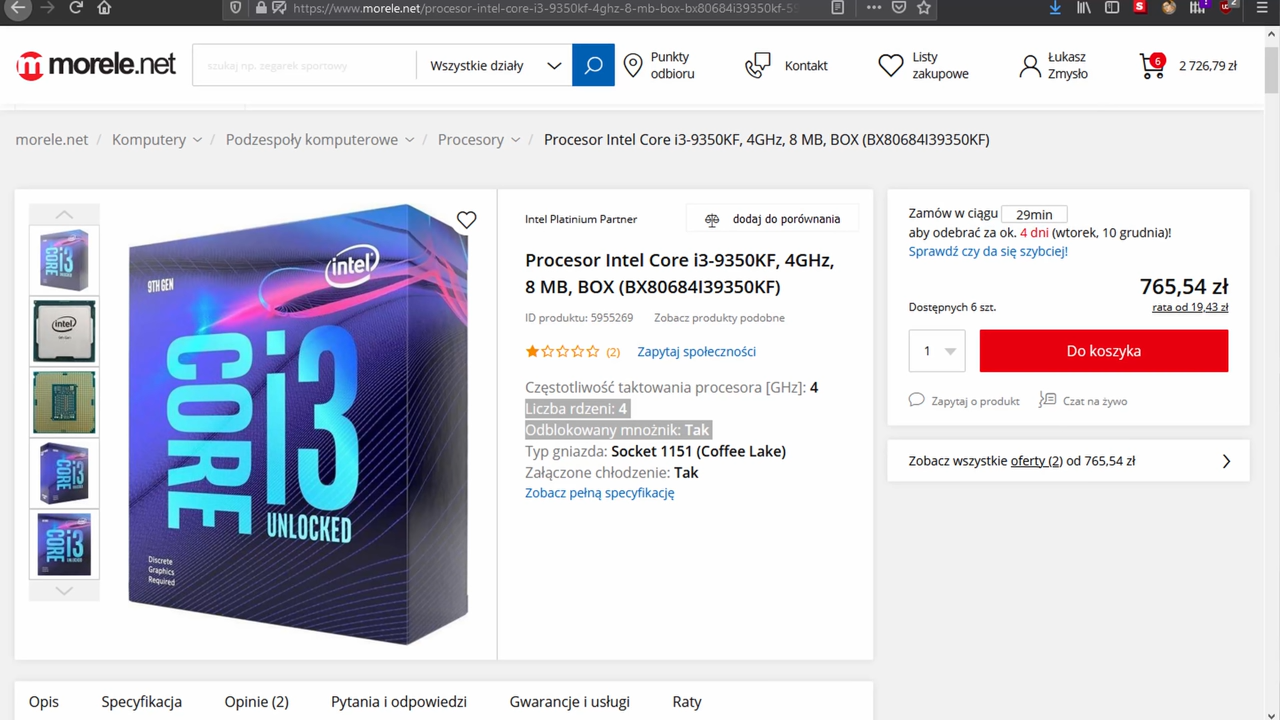 https://www.morele.net/procesor-intel-core-i3-9350kf-4ghz-8-mb-box-bx80684i39350kf-59
morele.net
szukaj np. zegarek sportowy
Wszystkie działy
Punkty
odbioru
Kontakt
Listy
zakupowe
Łukasz
Zmysło
6
2 726,79 zł
morele.net / Komputery / Podzespoły komputerowe / Procesory / Procesor Intel Core i3-9350KF, 4GHz, 8 MB, BOX (BX80684I39350KF)
9TH GEN
intel
CORE
i3
UNLOCKED
Discrete
Graphics
Required
Intel Platinium Partner
dodaj do porównania
Procesor Intel Core i3-9350KF, 4GHz,
8 MB, BOX (BX80684I39350KF)
ID produktu: 5955269 Zobacz produkty podobne
(2) Zapytaj społeczności
Częstotliwość taktowania procesora [GHz]: 4
Liczba rdzeni: 4
Odblokowany mnożnik: Tak
Typ gniazda: Socket 1151 (Coffee Lake)
Załączone chłodzenie: Tak
Zobacz pełną specyfikację
Zamów w ciągu 29min
aby odebrać za ok. 4 dni (wtorek, 10 grudnia)!
Sprawdź czy da się szybciej!
765,54 zł
Dostępnych 6 szt.
rata od 19,43 zł
1
Do koszyka
Zapytaj o produkt
Czat na żywo
Zobacz wszystkie oferty (2) od 765,54 zł
Opis
Specyfikacja
Opinie (2)
Pytania i odpowiedzi
Gwarancje i usługi
Raty